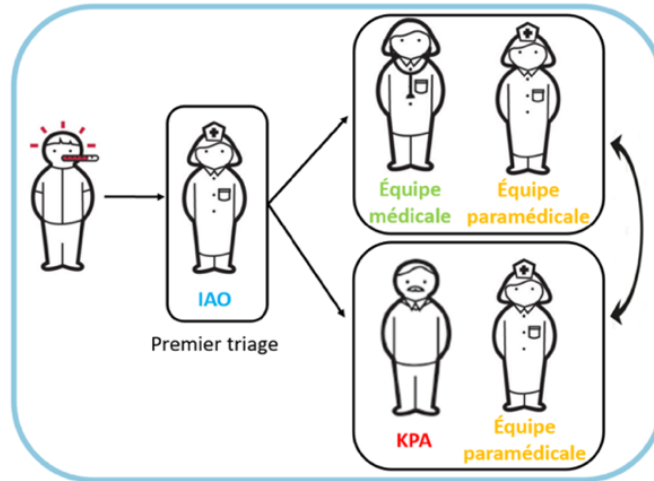 Équipe
médicale
Équipe
paramédicale
IAO
Premier triage
KPA
Équipe
paramédicale